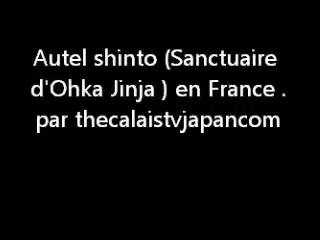 Autel shinto (Sanctuaire
d'Ohka Jinja ) en France .
par thecalaistvjapancom